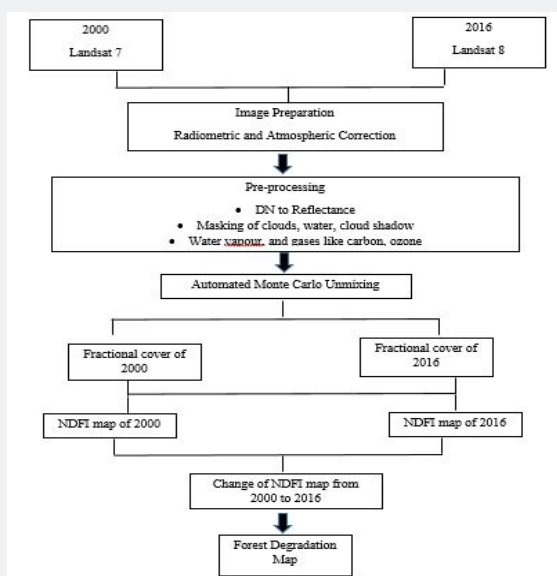 2000
Landsat 7
2016
Landsat 8
Image Preparation
Radiometric and Atmospheric Correction
Pre-processing
• DN to Reflectance
• Masking of clouds, water, cloud shadow
• Water vapour, and gases like carbon, ozone
Automated Monte Carlo Unmixing
Fractional cover of
2000
Fractional cover of
2016
NDFI map of 2000
NDFI map of 2016
Change of NDFI map from
2000 to 2016
Forest Degradation
Map